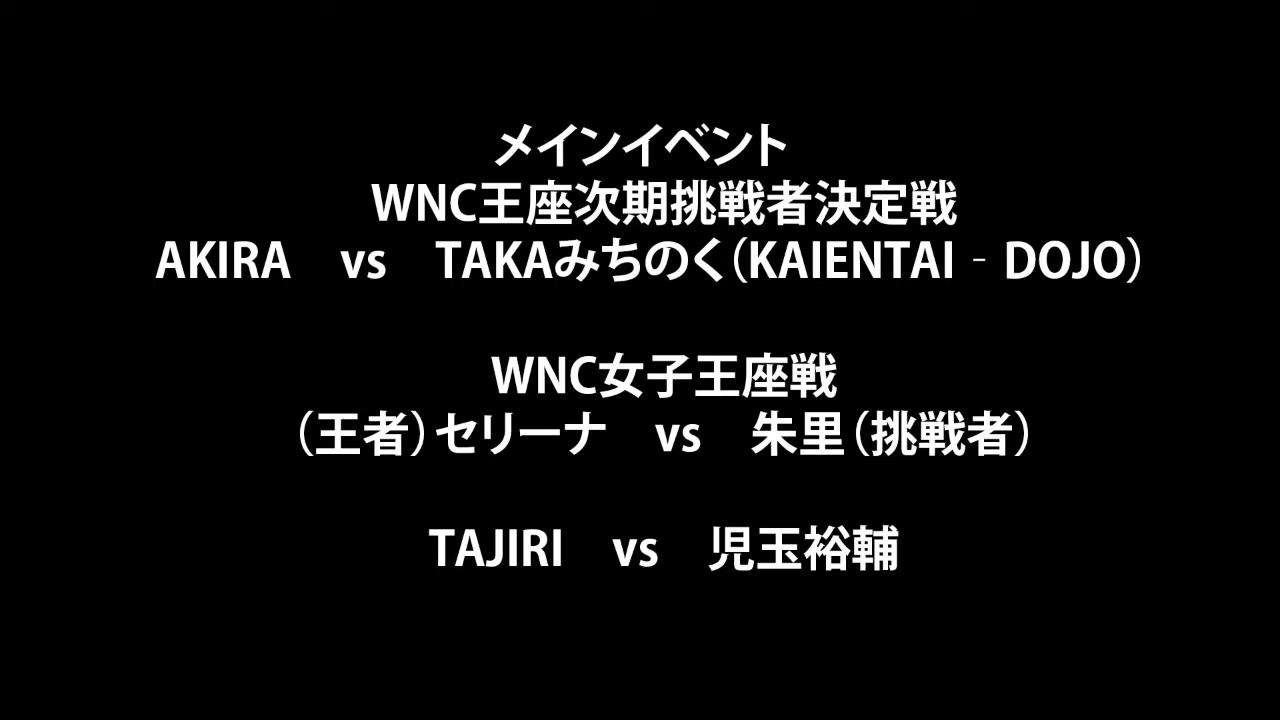 メインイベント
WNC王座次期挑戦者決定戦
AKIRA　vs　TAKAみちのく(KAIENTAI‐DOJO)
WNC女子王座戦
(王者)セリーナ　vs　朱里(挑戦者)
TAJIRI　vs　児玉裕輔